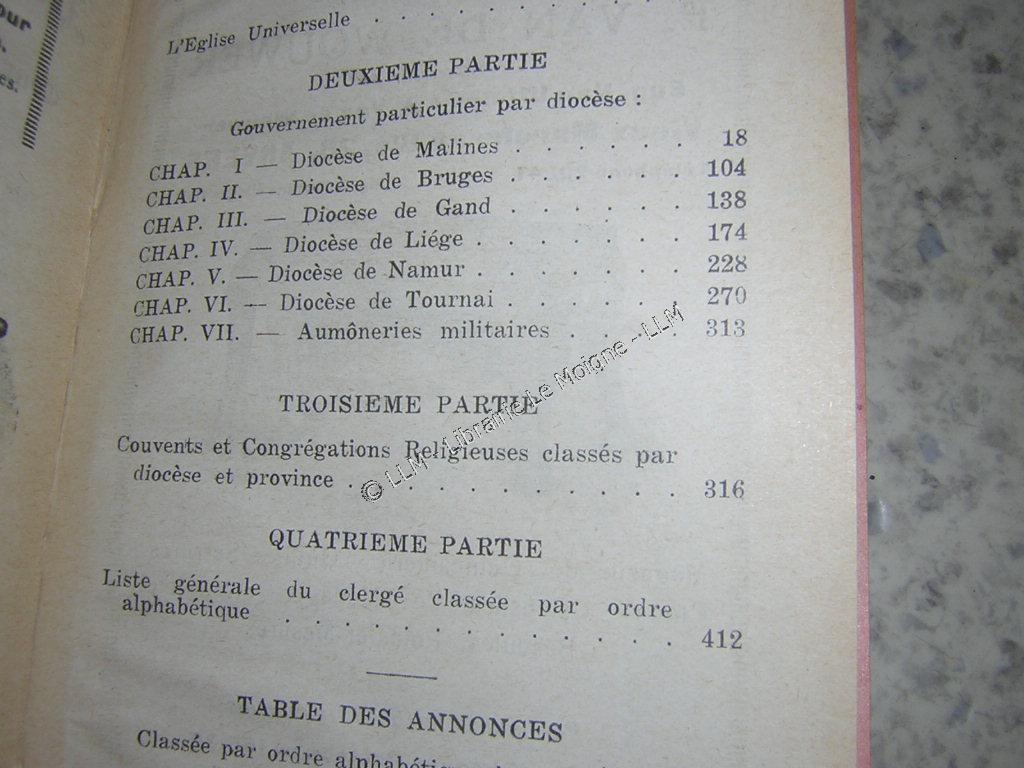 L'Eglise Universelle . . . . . . . . .
DEUXIEME PARTIE
Gouvernement particulier par diocèse :
CHAP. I — Diocèse de Malines . . . . . . 18
CHAP. II. — Diocèse de Bruges . . . . . . 104
CHAP. III. — Diocèse de Gand . . . . . . 138
CHAP. IV. — Diocèse de Liége . . . . . . . 174
CHAP. V. — Diocèse de Namur . . . . . . . 228
CHAP. VI. — Diocèse de Tournai . . . . . . 270
CHAP. VII. — Aumôneries militaires . . . . 313
TROISIEME PARTIE
Couvents et Congrégations Religieuses classés par
diocèse et province . . . . . . . . . . . 316
QUATRIEME PARTIE
Liste générale du clergé classée par ordre
alphabétique . . . . . . . . . . . . . . 412
TABLE DES ANNONCES
Classée par ordre alphabétique
© LLM - Librairie Le Moigne - LLM